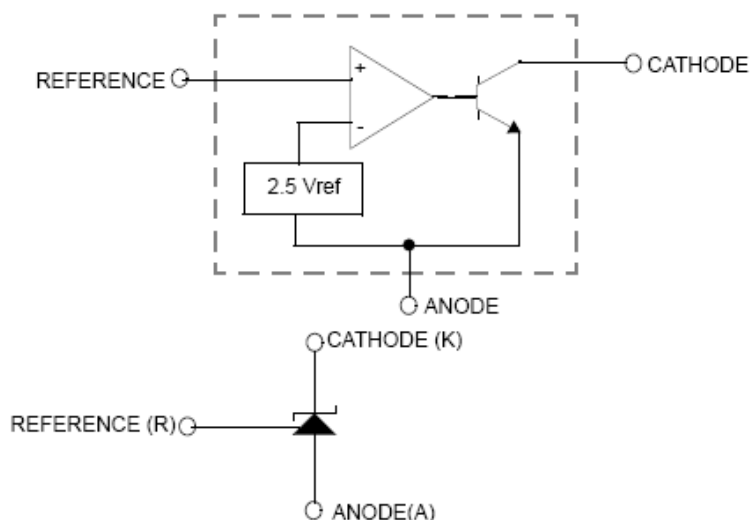 REFERENCE
+
-
CATHODE
2.5 Vref
ANODE
CATHODE (K)
REFERENCE (R)
ANODE(A)